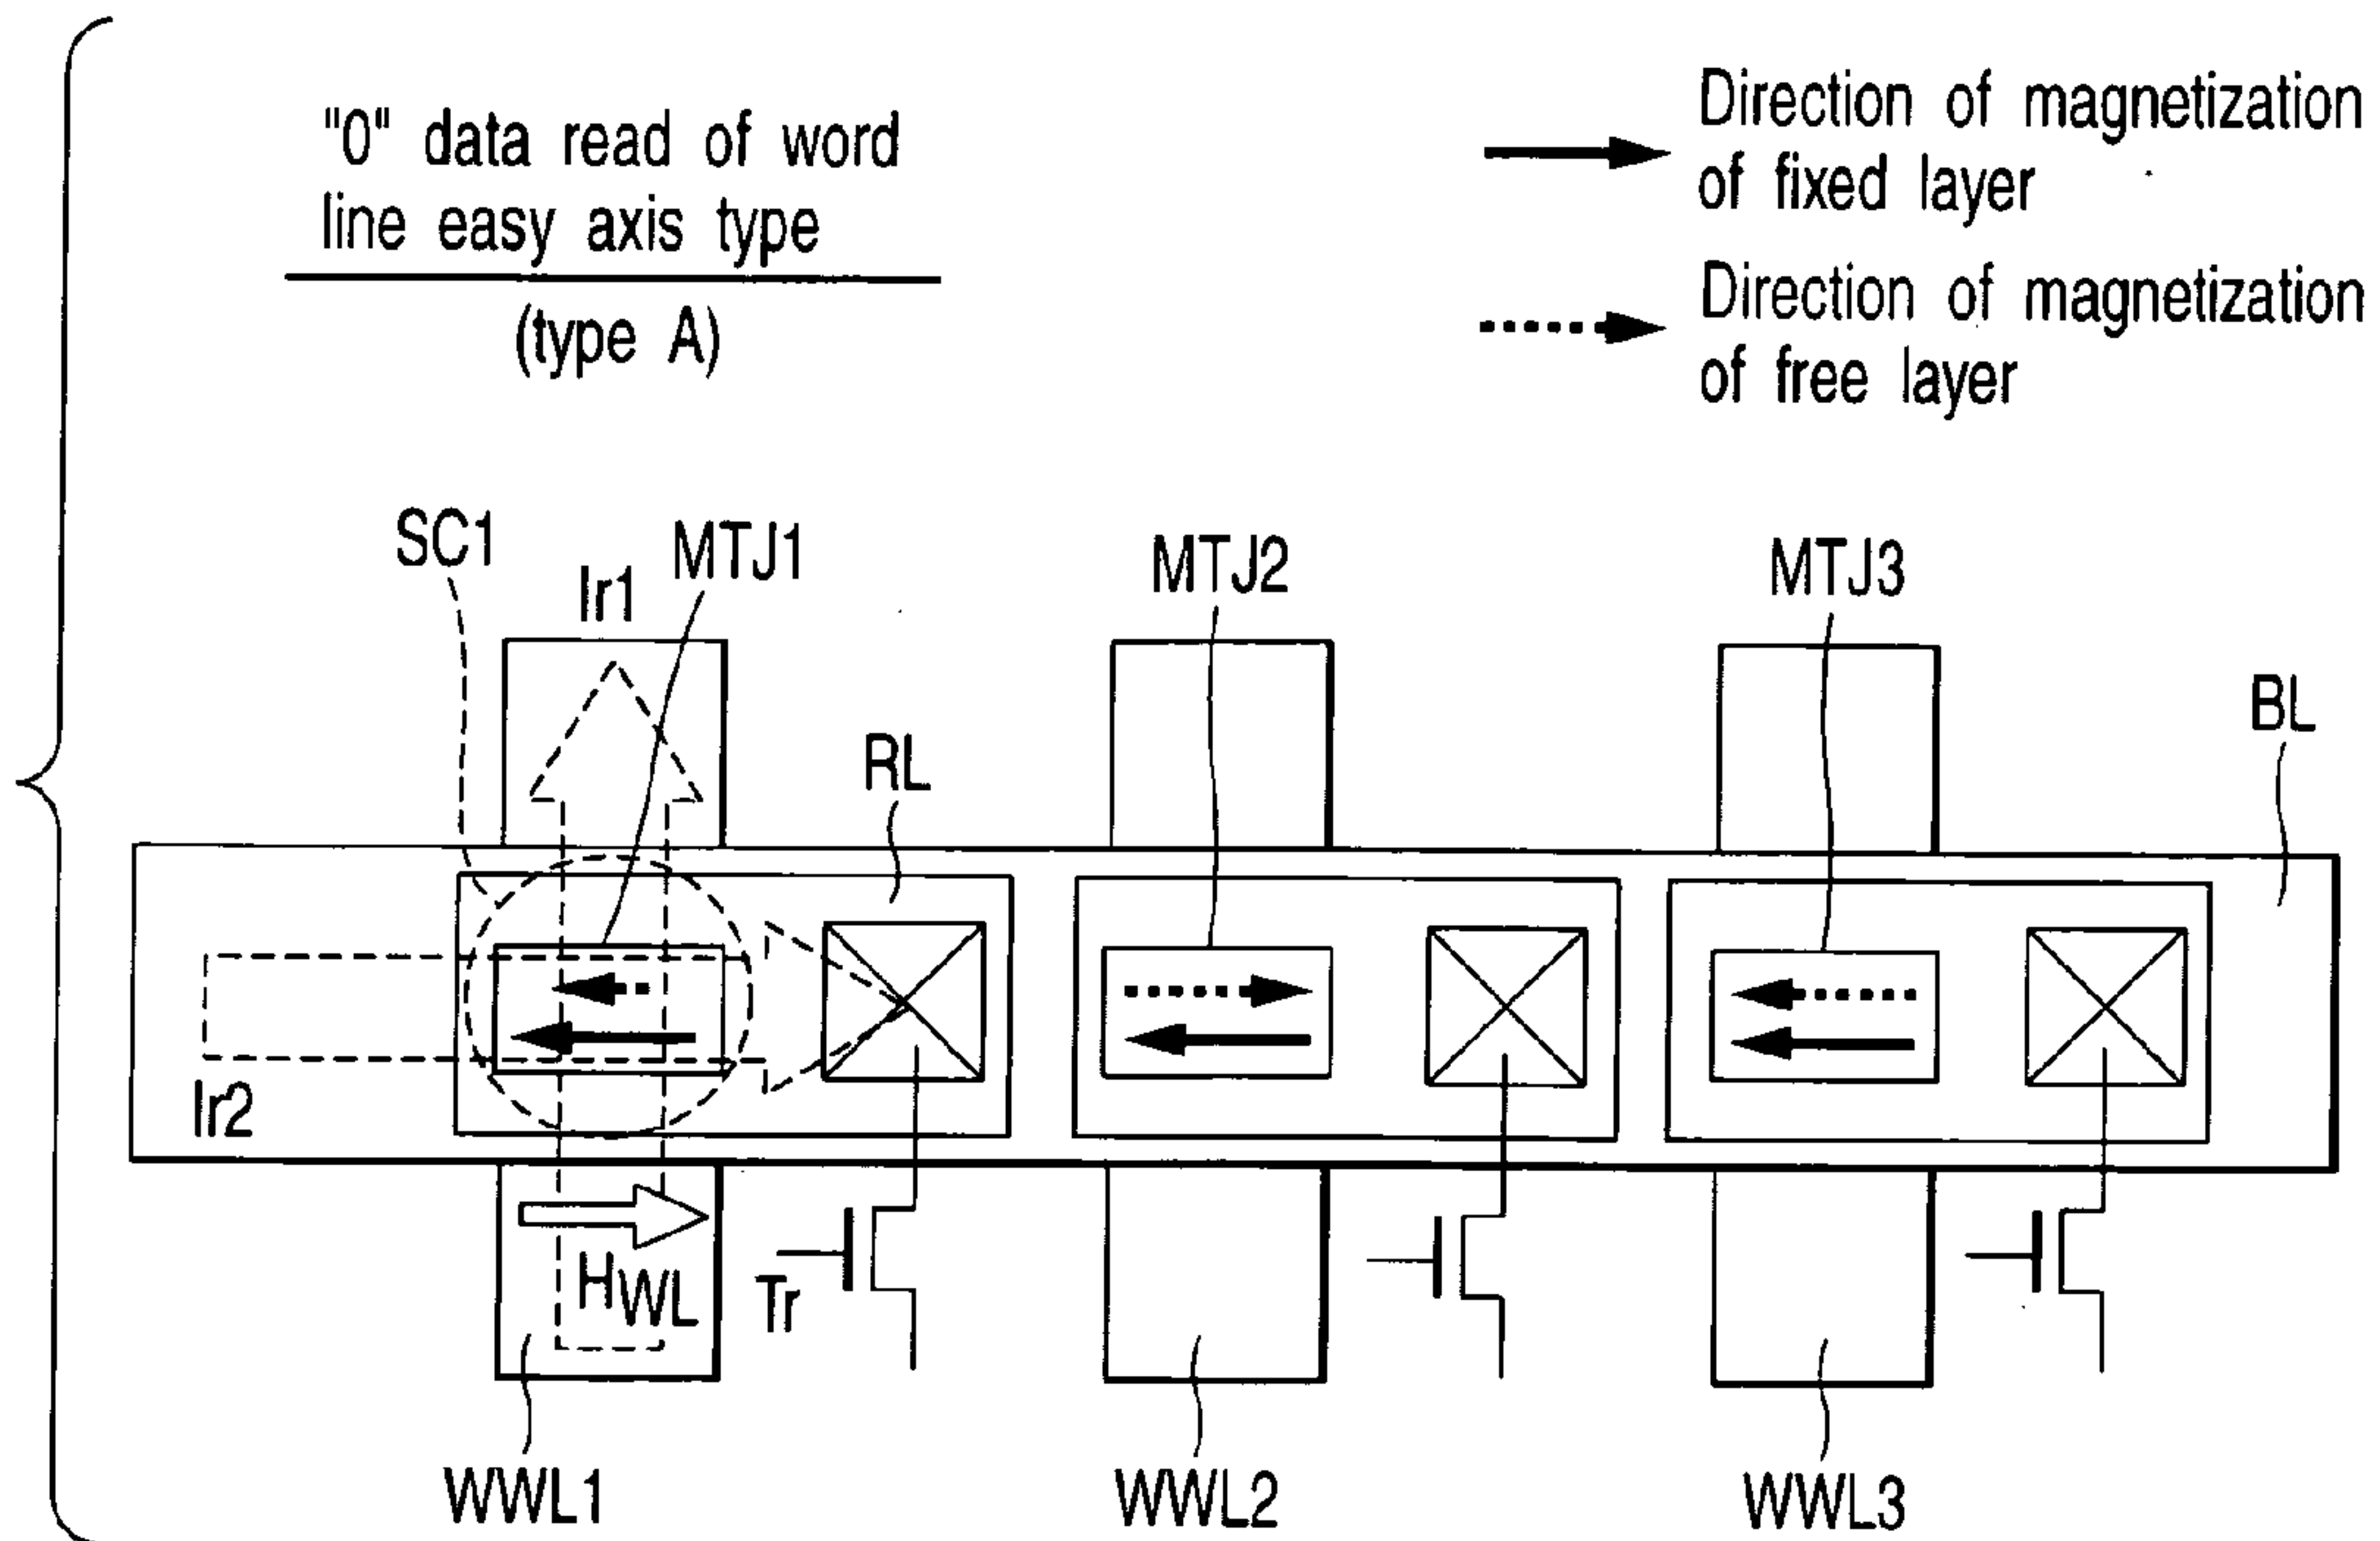 "0" data read of word
line easy axis type
(type A)
Direction of magnetization
of fixed layer
Direction of magnetization
of free layer
SC1
Ir1
MTJ1
MTJ2
MTJ3
RL
BL
Ir2
HWL
Tr
WWL1
WWL2
WWL3